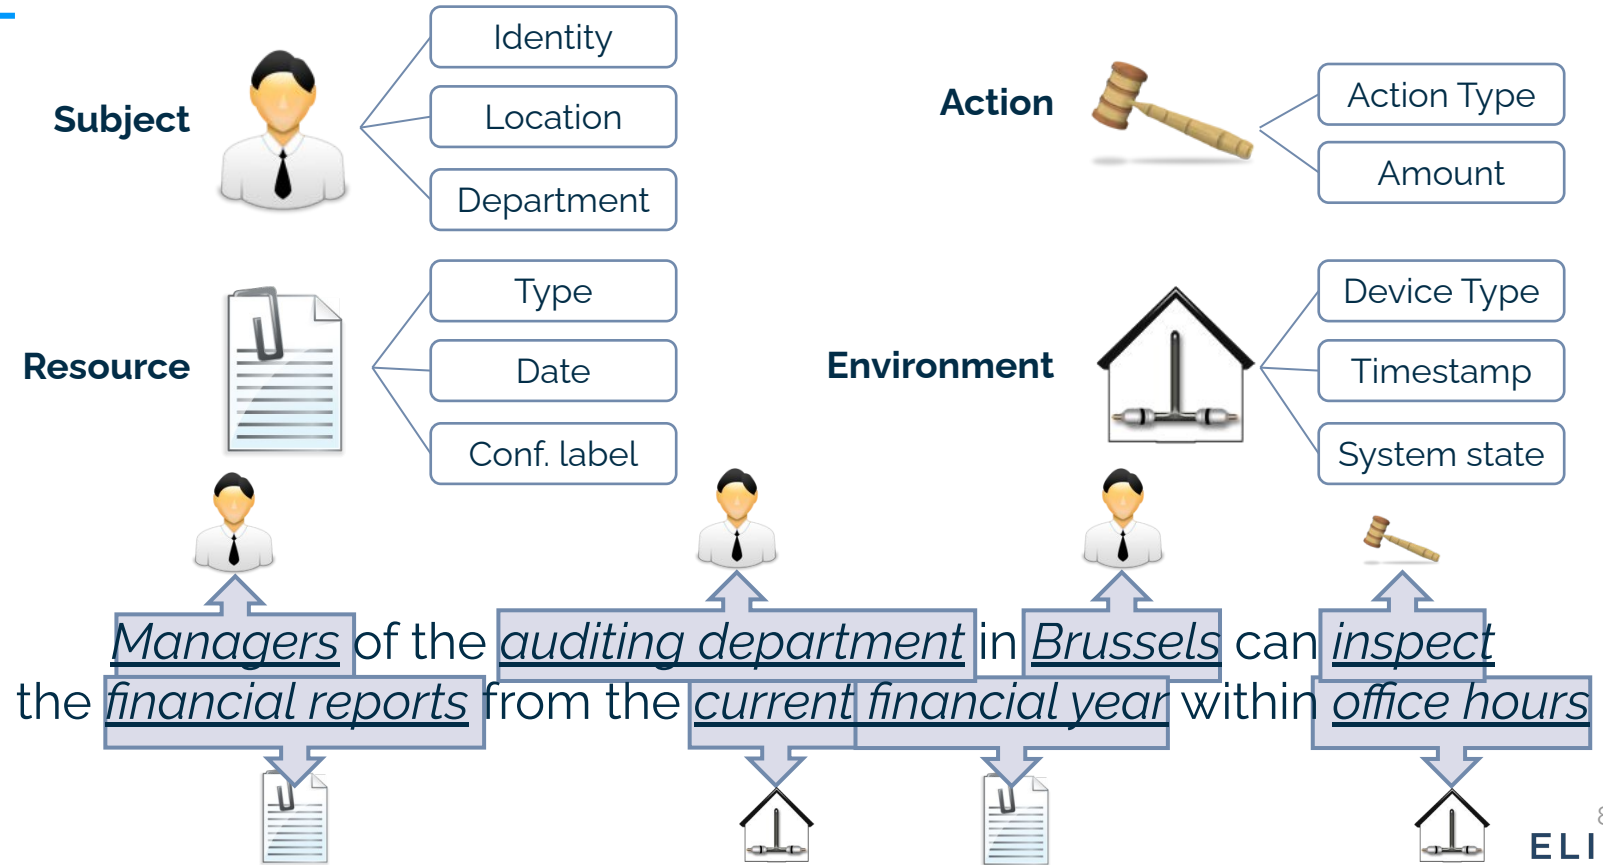 Subject
Identity
Location
Department
Action
Action Type
Amount
Resource
Type
Date
Conf. label
Environment
Device Type
Timestamp
System state
Managers of the auditing department in Brussels can inspect
the financial reports from the current financial year within office hours
ELI